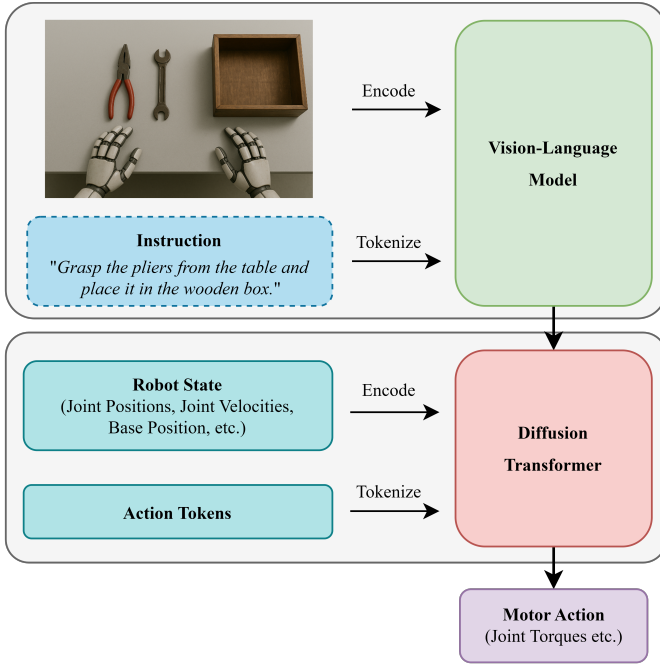 Encode
Vision-Language
Model
Instruction
"Grasp the pliers from the table and
place it in the wooden box."
Tokenize
Robot State
(Joint Positions, Joint Velocities,
Base Position, etc.)
Encode
Diffusion
Transformer
Action Tokens
Tokenize
Motor Action
(Joint Torques etc.)